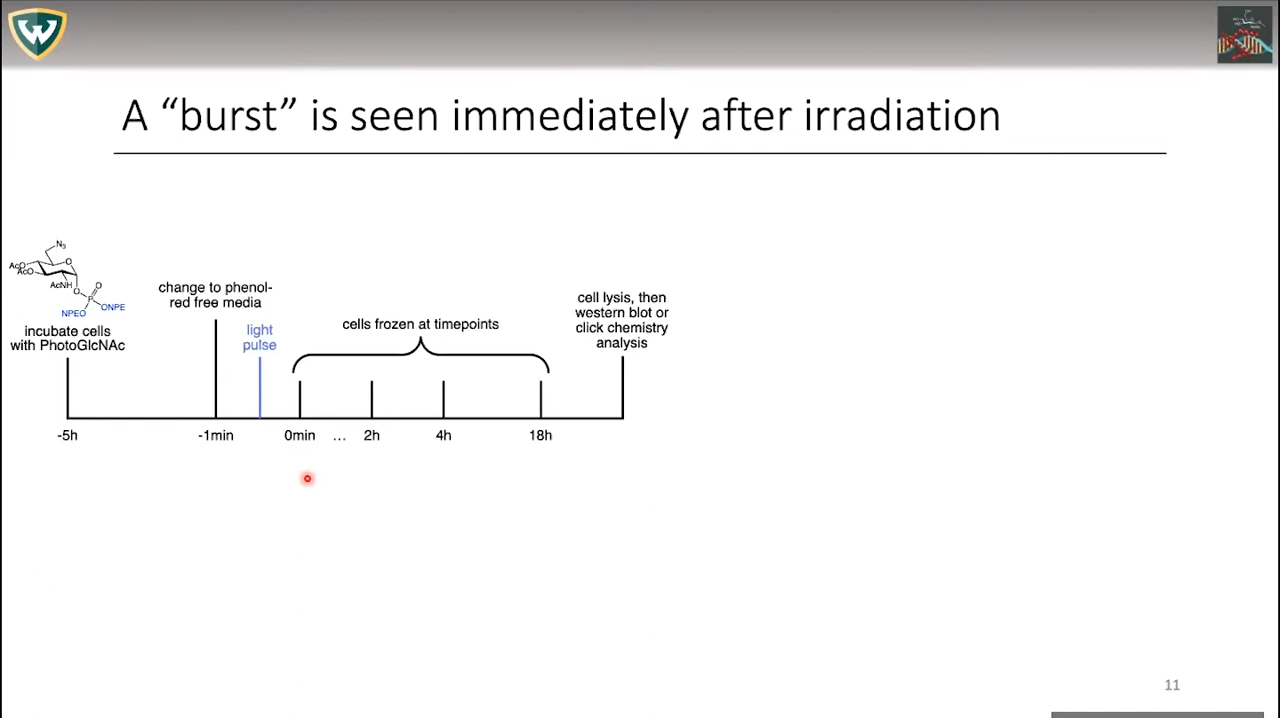 W
A “burst” is seen immediately after irradiation
N3
AcO
AcO
O
AcNH
O
O
P
NPEO
ONPE
incubate cells
with PhotoGlcNAc
change to phenol-
red free media
light
pulse
cells frozen at timepoints
cell lysis, then
western blot or
click chemistry
analysis
-5h
-1min
0min
...
2h
4h
18h
11